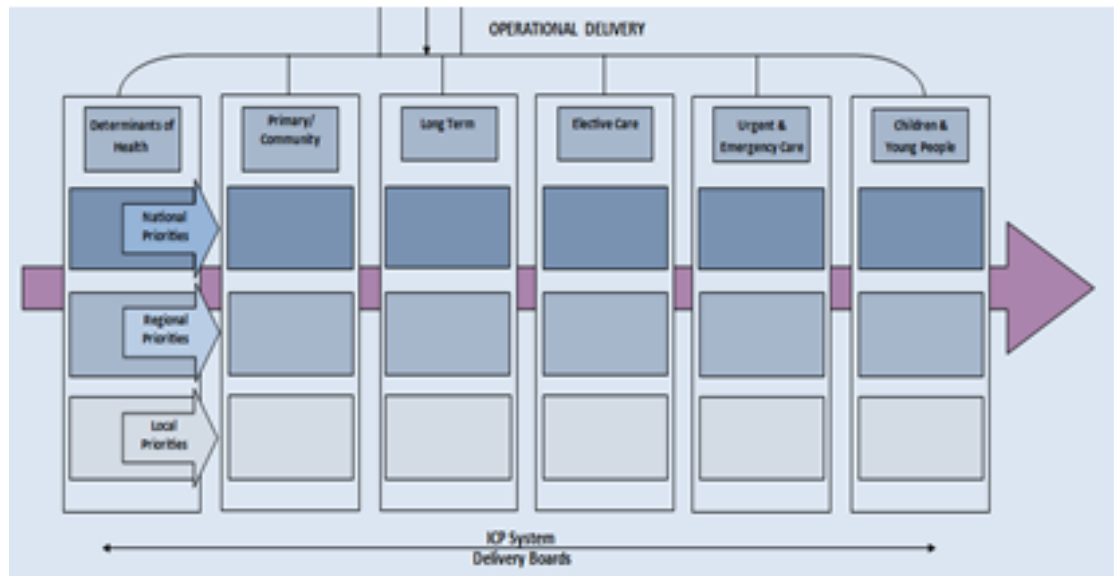 OPERATIONAL DELIVERY
Determinants of
Health
Primary/
Community
Long Term
Elective Care
Urgent &
Emergency Care
Children &
Young People
National
Priorities
Regional
Priorities
Local
Priorities
ICP System
Delivery Boards